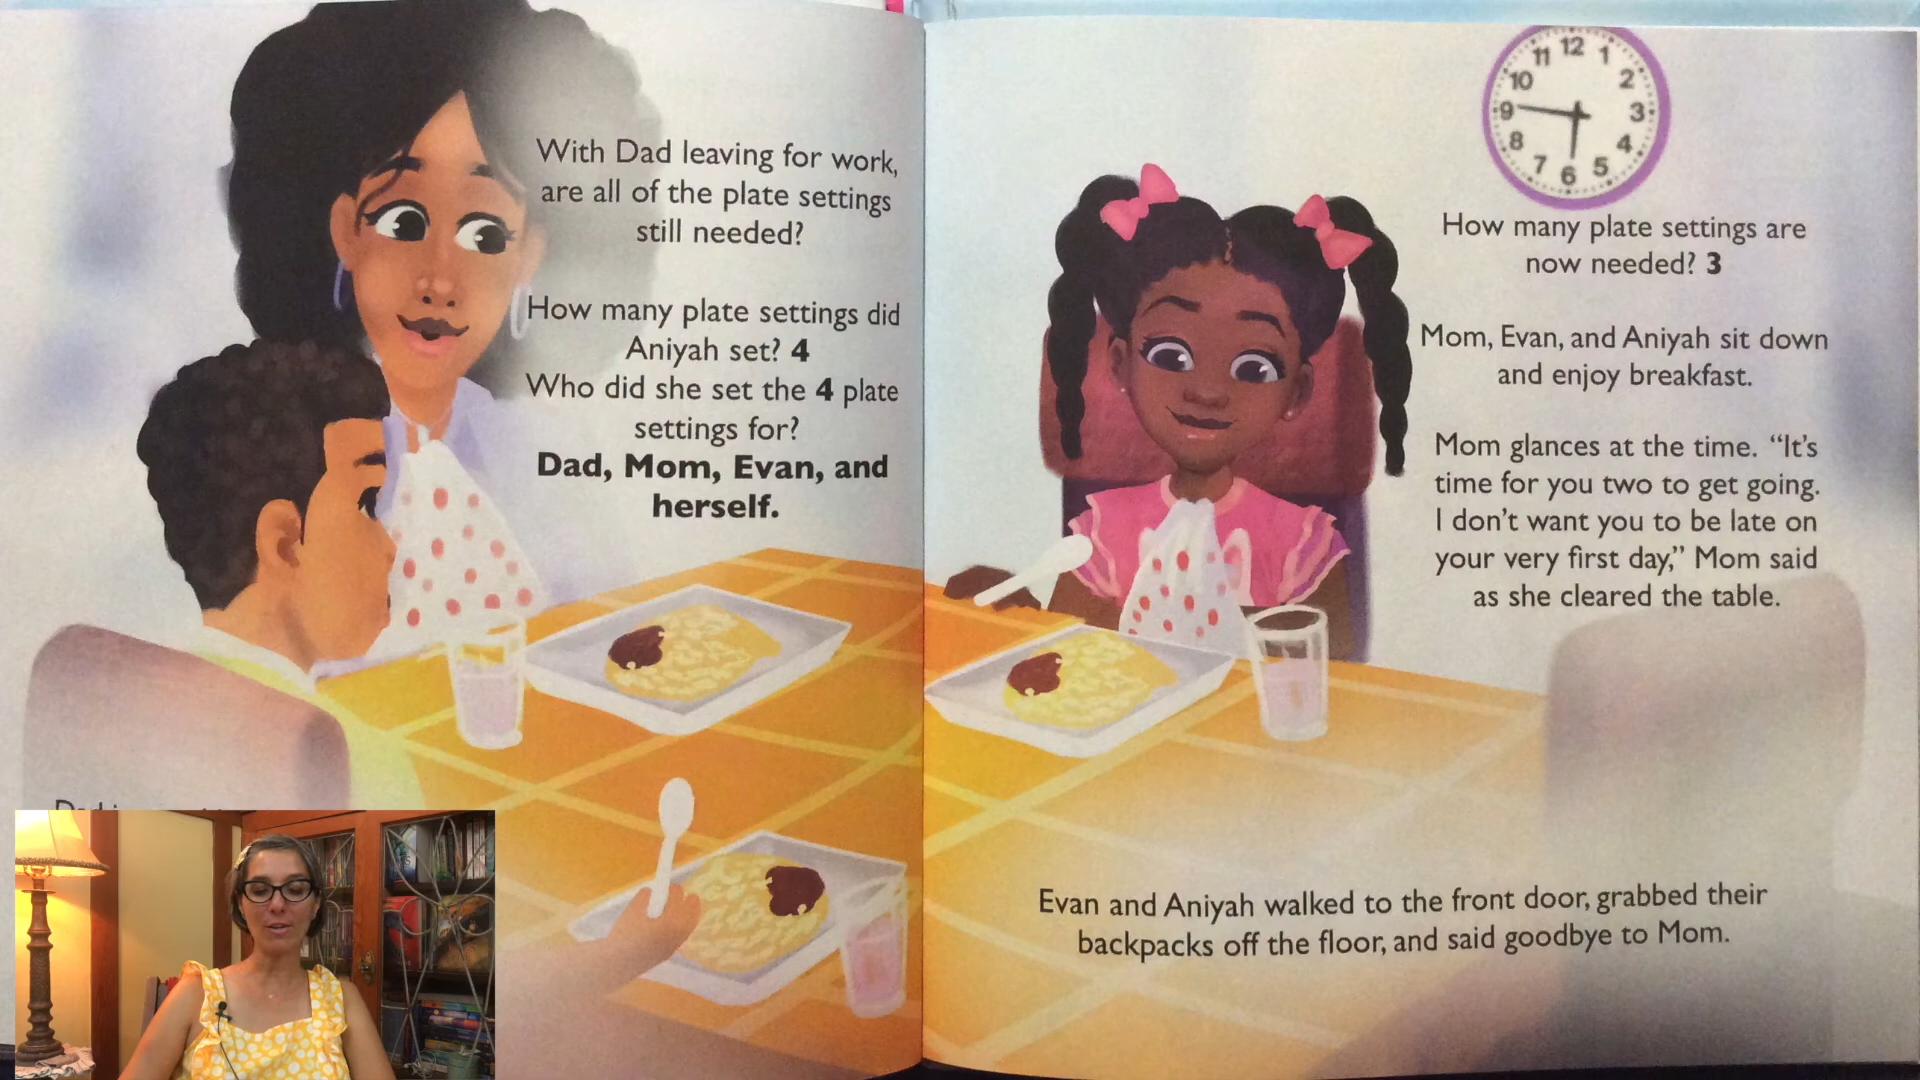 With Dad leaving for work,
are all of the plate settings
still needed?
How many plate settings did
Aniyah set? 4
Who did she set the 4 plate
settings for?
Dad, Mom, Evan, and
herself.
12
1
2
3
4
5
6
7
8
9
10
11
How many plate settings are
now needed? 3
Mom, Evan, and Aniyah sit down
and enjoy breakfast.
Mom glances at the time. “It’s
time for you two to get going.
I don’t want you to be late on
your very first day,” Mom said
as she cleared the table.
Evan and Aniyah walked to the front door, grabbed their
backpacks off the floor, and said goodbye to Mom.